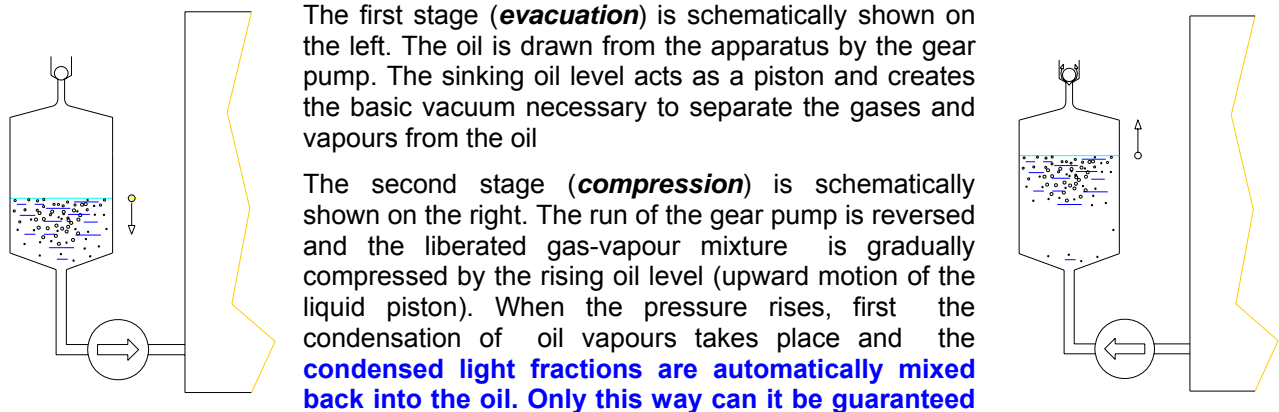 The first stage (evacuation) is schematically shown on
the left. The oil is drawn from the apparatus by the gear
pump. The sinking oil level acts as a piston and creates
the basic vacuum necessary to separate the gases and
vapours from the oil
The second stage (compression) is schematically
shown on the right. The run of the gear pump is reversed
and the liberated gas-vapour mixture is gradually
compressed by the rising oil level (upward motion of the
liquid piston). When the pressure rises, first the
condensation of oil vapours takes place and the
condensed light fractions are automatically mixed
back into the oil. Only this way can it be guaranteed